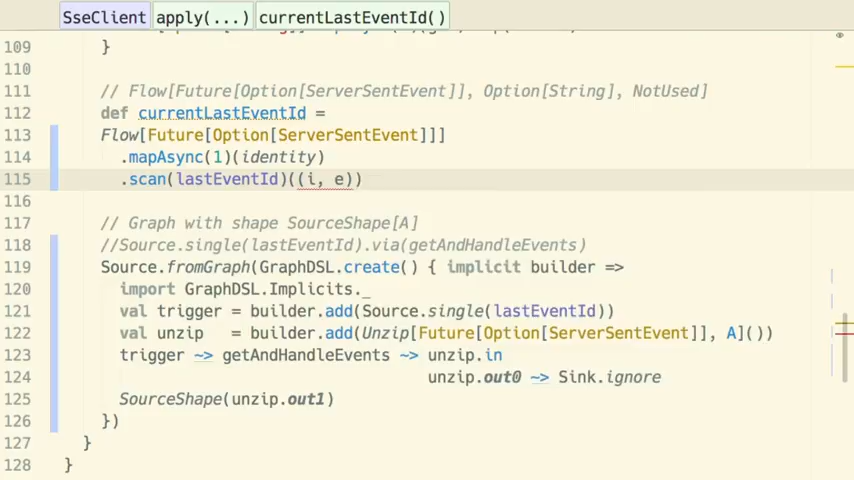 SseClient apply(...) currentLastEventId()
109 }
110
111 // Flow[Future[Option[ServerSentEvent]], Option[String], NotUsed]
112 def currentLastEventId =
113 Flow[Future[Option[ServerSentEvent]]]
114 .mapAsync(1)(identity)
115 .scan(lastEventId)((i, e))
116
117 // Graph with shape SourceShape[A]
118 //Source.single(lastEventId).via(getAndHandleEvents)
119 Source.fromGraph(GraphDSL.create() { implicit builder =>
120 import GraphDSL.Implicits._
121 val trigger = builder.add(Source.single(lastEventId))
122 val unzip = builder.add(Unzip[Future[Option[ServerSentEvent]], A]())
123 trigger ~> getAndHandleEvents ~> unzip.in
124 unzip.out0 ~> Sink.ignore
125 SourceShape(unzip.out1)
126 })
127 }
128 }